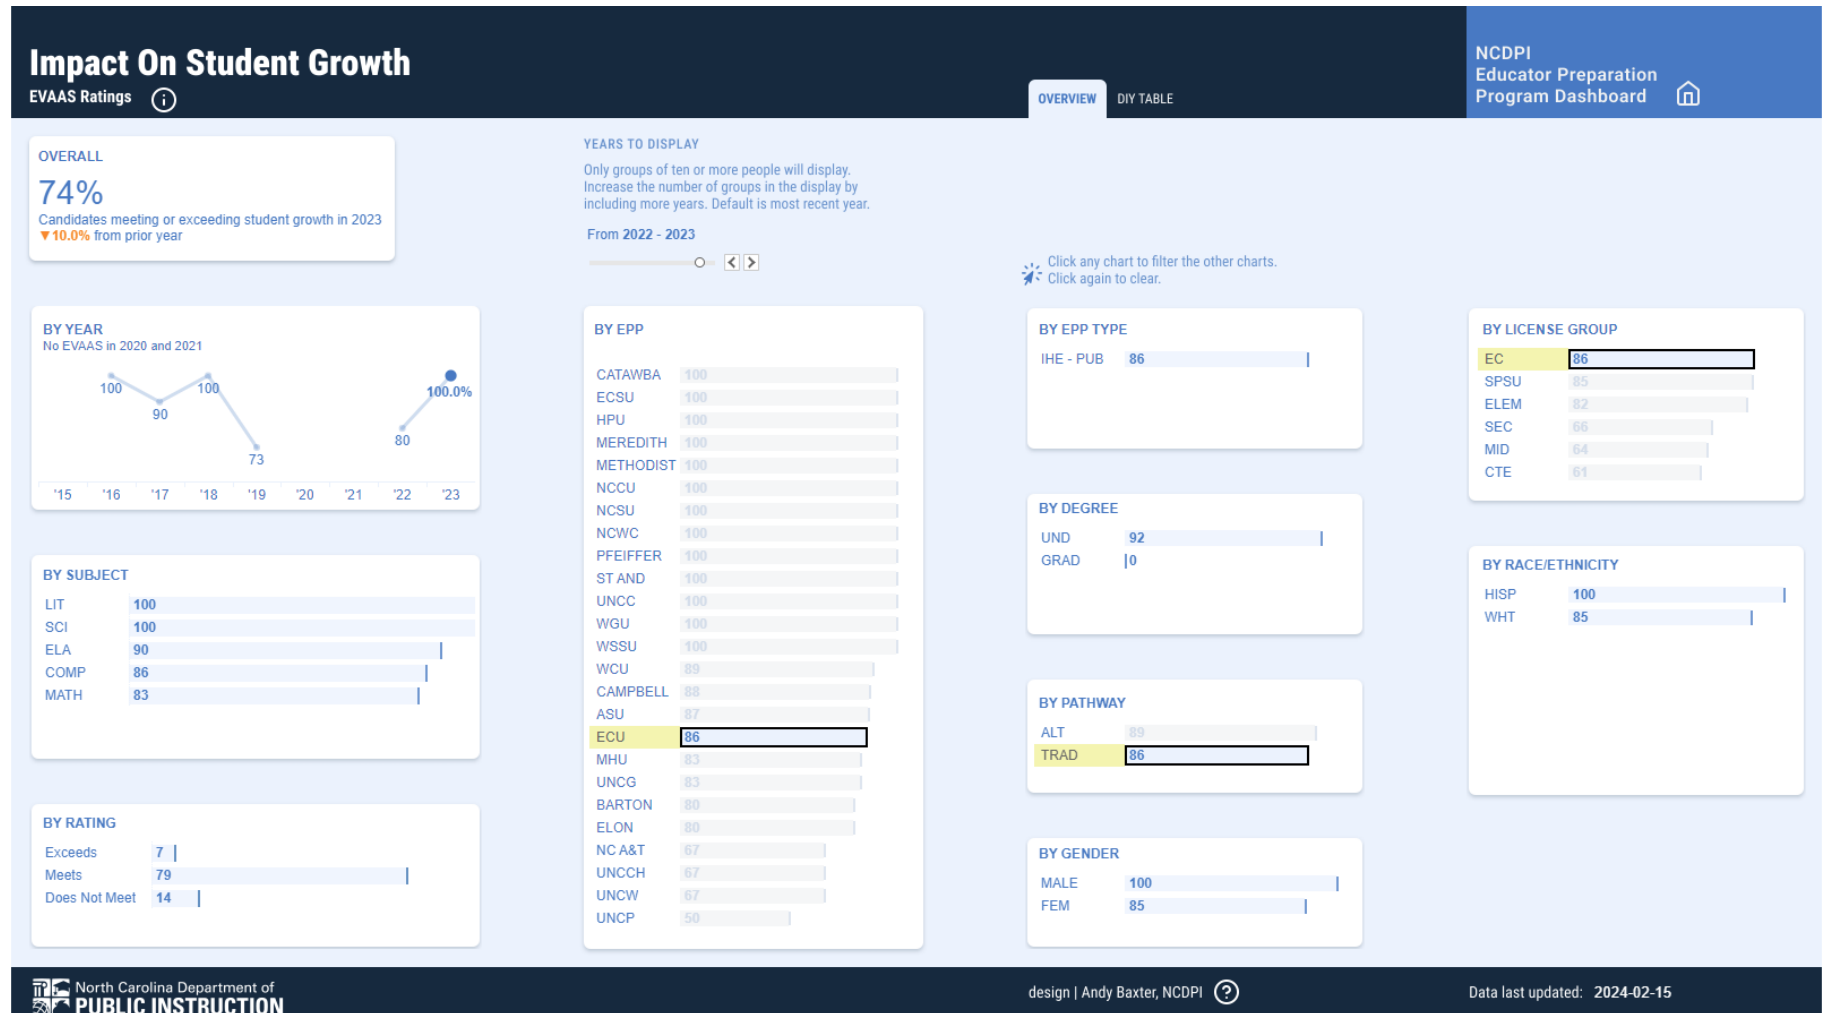 Impact On Student Growth
EVAAS Ratings
OVERVIEW
DIY TABLE
NCDPI
Educator Preparation
Program Dashboard
OVERALL
74%
Candidates meeting or exceeding student growth in 2023
▼10.0% from prior year
YEARS TO DISPLAY
Only groups of ten or more people will display.
Increase the number of groups in the display by
including more years. Default is most recent year.
From 2022 - 2023
Click any chart to filter the other charts.
Click again to clear.
BY YEAR
No EVAAS in 2020 and 2021
100
90
100
73
80
100.0%
'15 '16 '17 '18 '19 '20 '21 '22 '23
BY SUBJECT
LIT 100
SCI 100
ELA 90
COMP 86
MATH 83
BY RATING
Exceeds 7
Meets 79
Does Not Meet 14
BY EPP
CATAWBA 100
ECSU 100
HPU 100
MEREDITH 100
METHODIST 100
NCCU 100
NCSU 100
NCWC 100
PFEIFFER 100
ST AND 100
UNCC 100
WGU 100
WSSU 100
WCU 89
CAMPBELL 88
ASU 87
ECU 86
MHU 83
UNCG 83
BARTON 80
ELON 80
NC A&T 67
UNCCH 67
UNCW 67
UNCP 50
BY EPP TYPE
IHE - PUB 86
BY DEGREE
UND 92
GRAD 0
BY PATHWAY
ALT 89
TRAD 86
BY GENDER
MALE 100
FEM 85
BY LICENSE GROUP
EC 86
SPSU 85
ELEM 82
SEC 66
MID 64
CTE 61
BY RACE/ETHNICITY
HISP 100
WHT 85
North Carolina Department of
PUBLIC INSTRUCTION
design | Andy Baxter, NCDPI
Data last updated: 2024-02-15